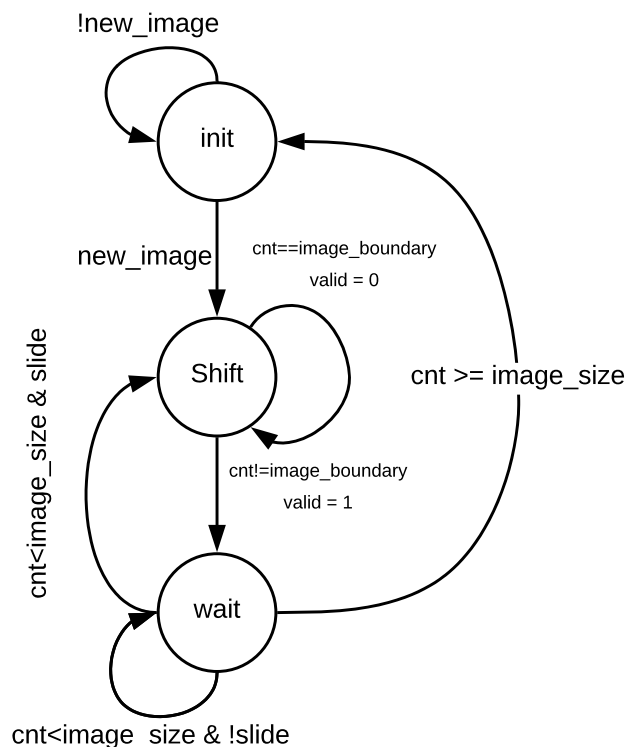 !new_image
init
new_image
cnt==image_boundary
valid = 0
Shift
cnt >= image_size
cnt<image_size & slide
cnt!=image_boundary
valid = 1
wait
cnt<image_size & !slide